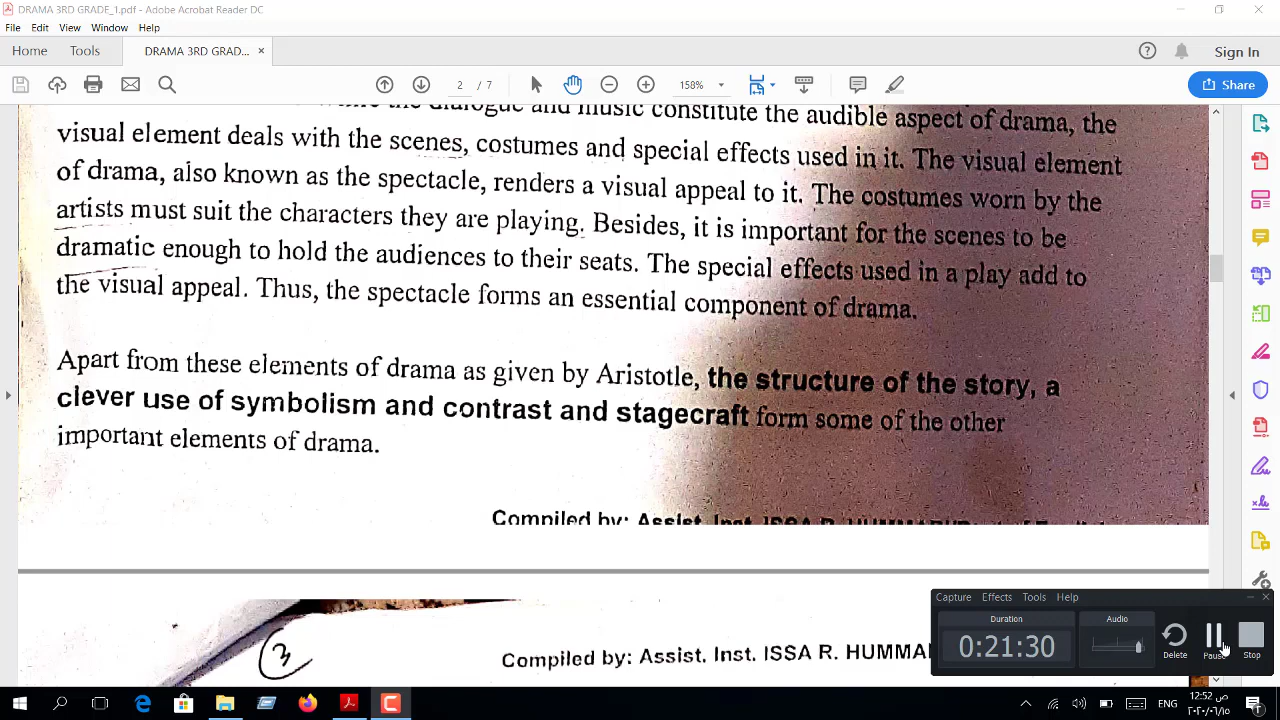 DRAMA 3RD GRADE_1.pdf - Adobe Acrobat Reader DC
File Edit View Window Help
Home Tools DRAMA 3RD GRAD... × Sign In
2 / 7 158% Share
the dialogue and music constitute the audible aspect of drama, the
visual element deals with the scenes, costumes and special effects used in it. The visual element
of drama, also known as the spectacle, renders a visual appeal to it. The costumes worn by the
artists must suit the characters they are playing. Besides, it is important for the scenes to be
dramatic enough to hold the audiences to their seats. The special effects used in a play add to
the visual appeal. Thus, the spectacle forms an essential component of drama.
Apart from these elements of drama as given by Aristotle, the structure of the story, a
clever use of symbolism and contrast and stagecraft form some of the other
important elements of drama.
Compiled by: Assist. Inst. ISSA R.
3
Compiled by: Assist. Inst. ISSA R. HUMMA
Capture Effects Tools Help
Duration Audio
0:21:30
Delete Pause Stop
ENG 12:52